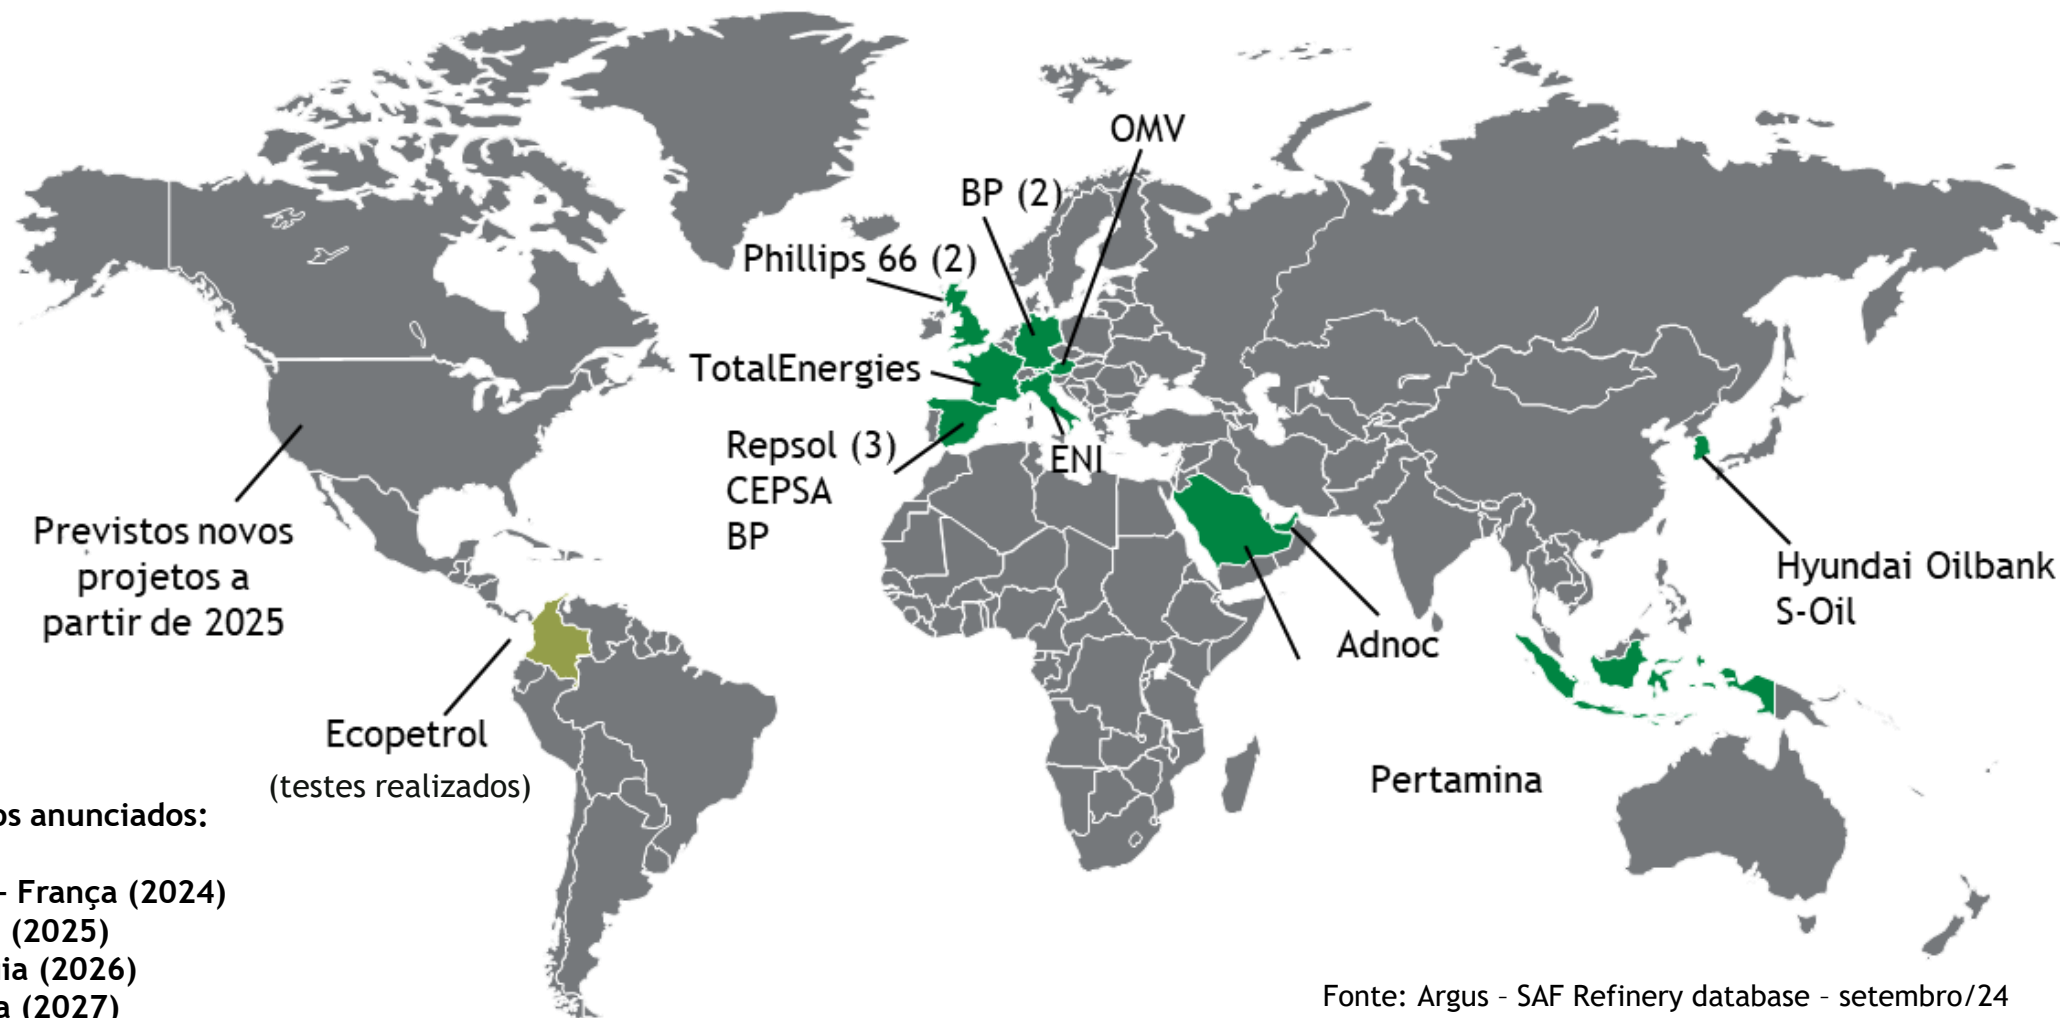 OMV
BP (2)
Phillips 66 (2)
TotalEnergies
Repsol (3)
CEPSA
BP
ENI
Previstos novos
projetos a
partir de 2025
Hyundai Oilbank
S-Oil
Adnoc
Ecopetrol
(testes realizados)
Pertamina
anunciados:
- França (2024)
(2025)
(2026)
(2027)
Fonte: Argus – SAF Refinery database – setembro/24